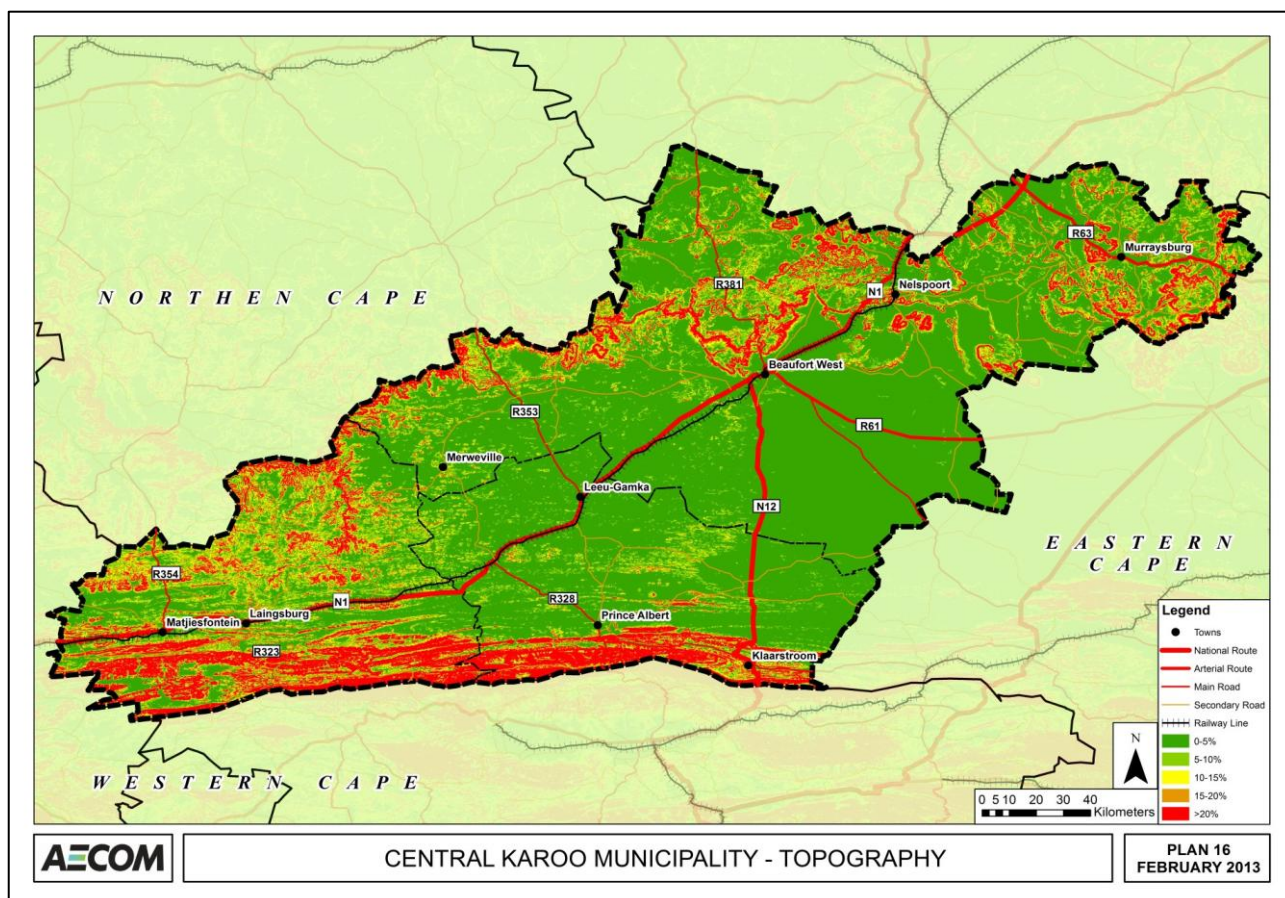 NORTHEN CAPE
R63
Murraysburg
R381
N1
Nelspoort
Beaufort West
R353
R61
Merweville
Leeu-Gamka
N12
EASTERN
CAPE
R354
N1
Laingsburg
R328
Prince Albert
Matjiesfontein
R323
Klaarstroom
WESTERN CAPE
Legend
Towns
National Route
Arterial Route
Main Road
Secondary Road
Railway Line
0-5%
5-10%
10-15%
15-20%
>20%
N
0 5 10 20 30 40
Kilometers
AECOM
CENTRAL KAROO MUNICIPALITY - TOPOGRAPHY
PLAN 16
FEBRUARY 2013